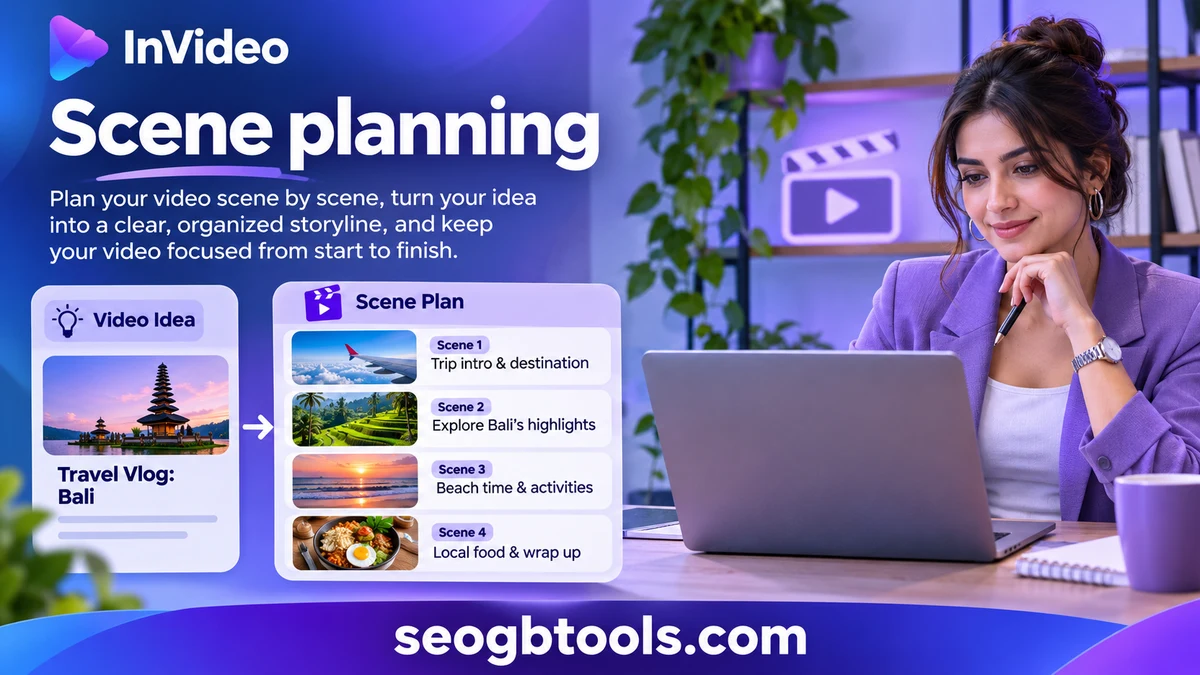 InVideo
Scene planning
Plan your video scene by scene, turn your idea
into a clear, organized storyline, and keep
your video focused from start to finish.
Video Idea
Travel Vlog:
Bali
Scene Plan
Scene 1
Trip intro & destination
Scene 2
Explore Bali's highlights
Scene 3
Beach time & activities
Scene 4
Local food & wrap up
seogbtools.com